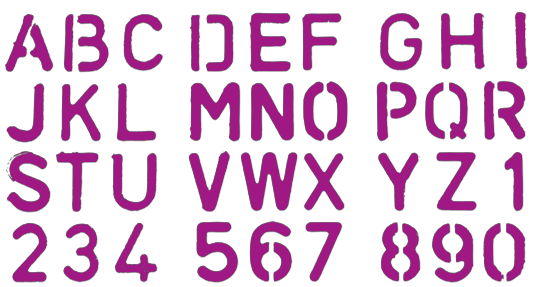 ABC DEF GHI
JKL MNO PQR
STU VWX YZ1
234 567 890